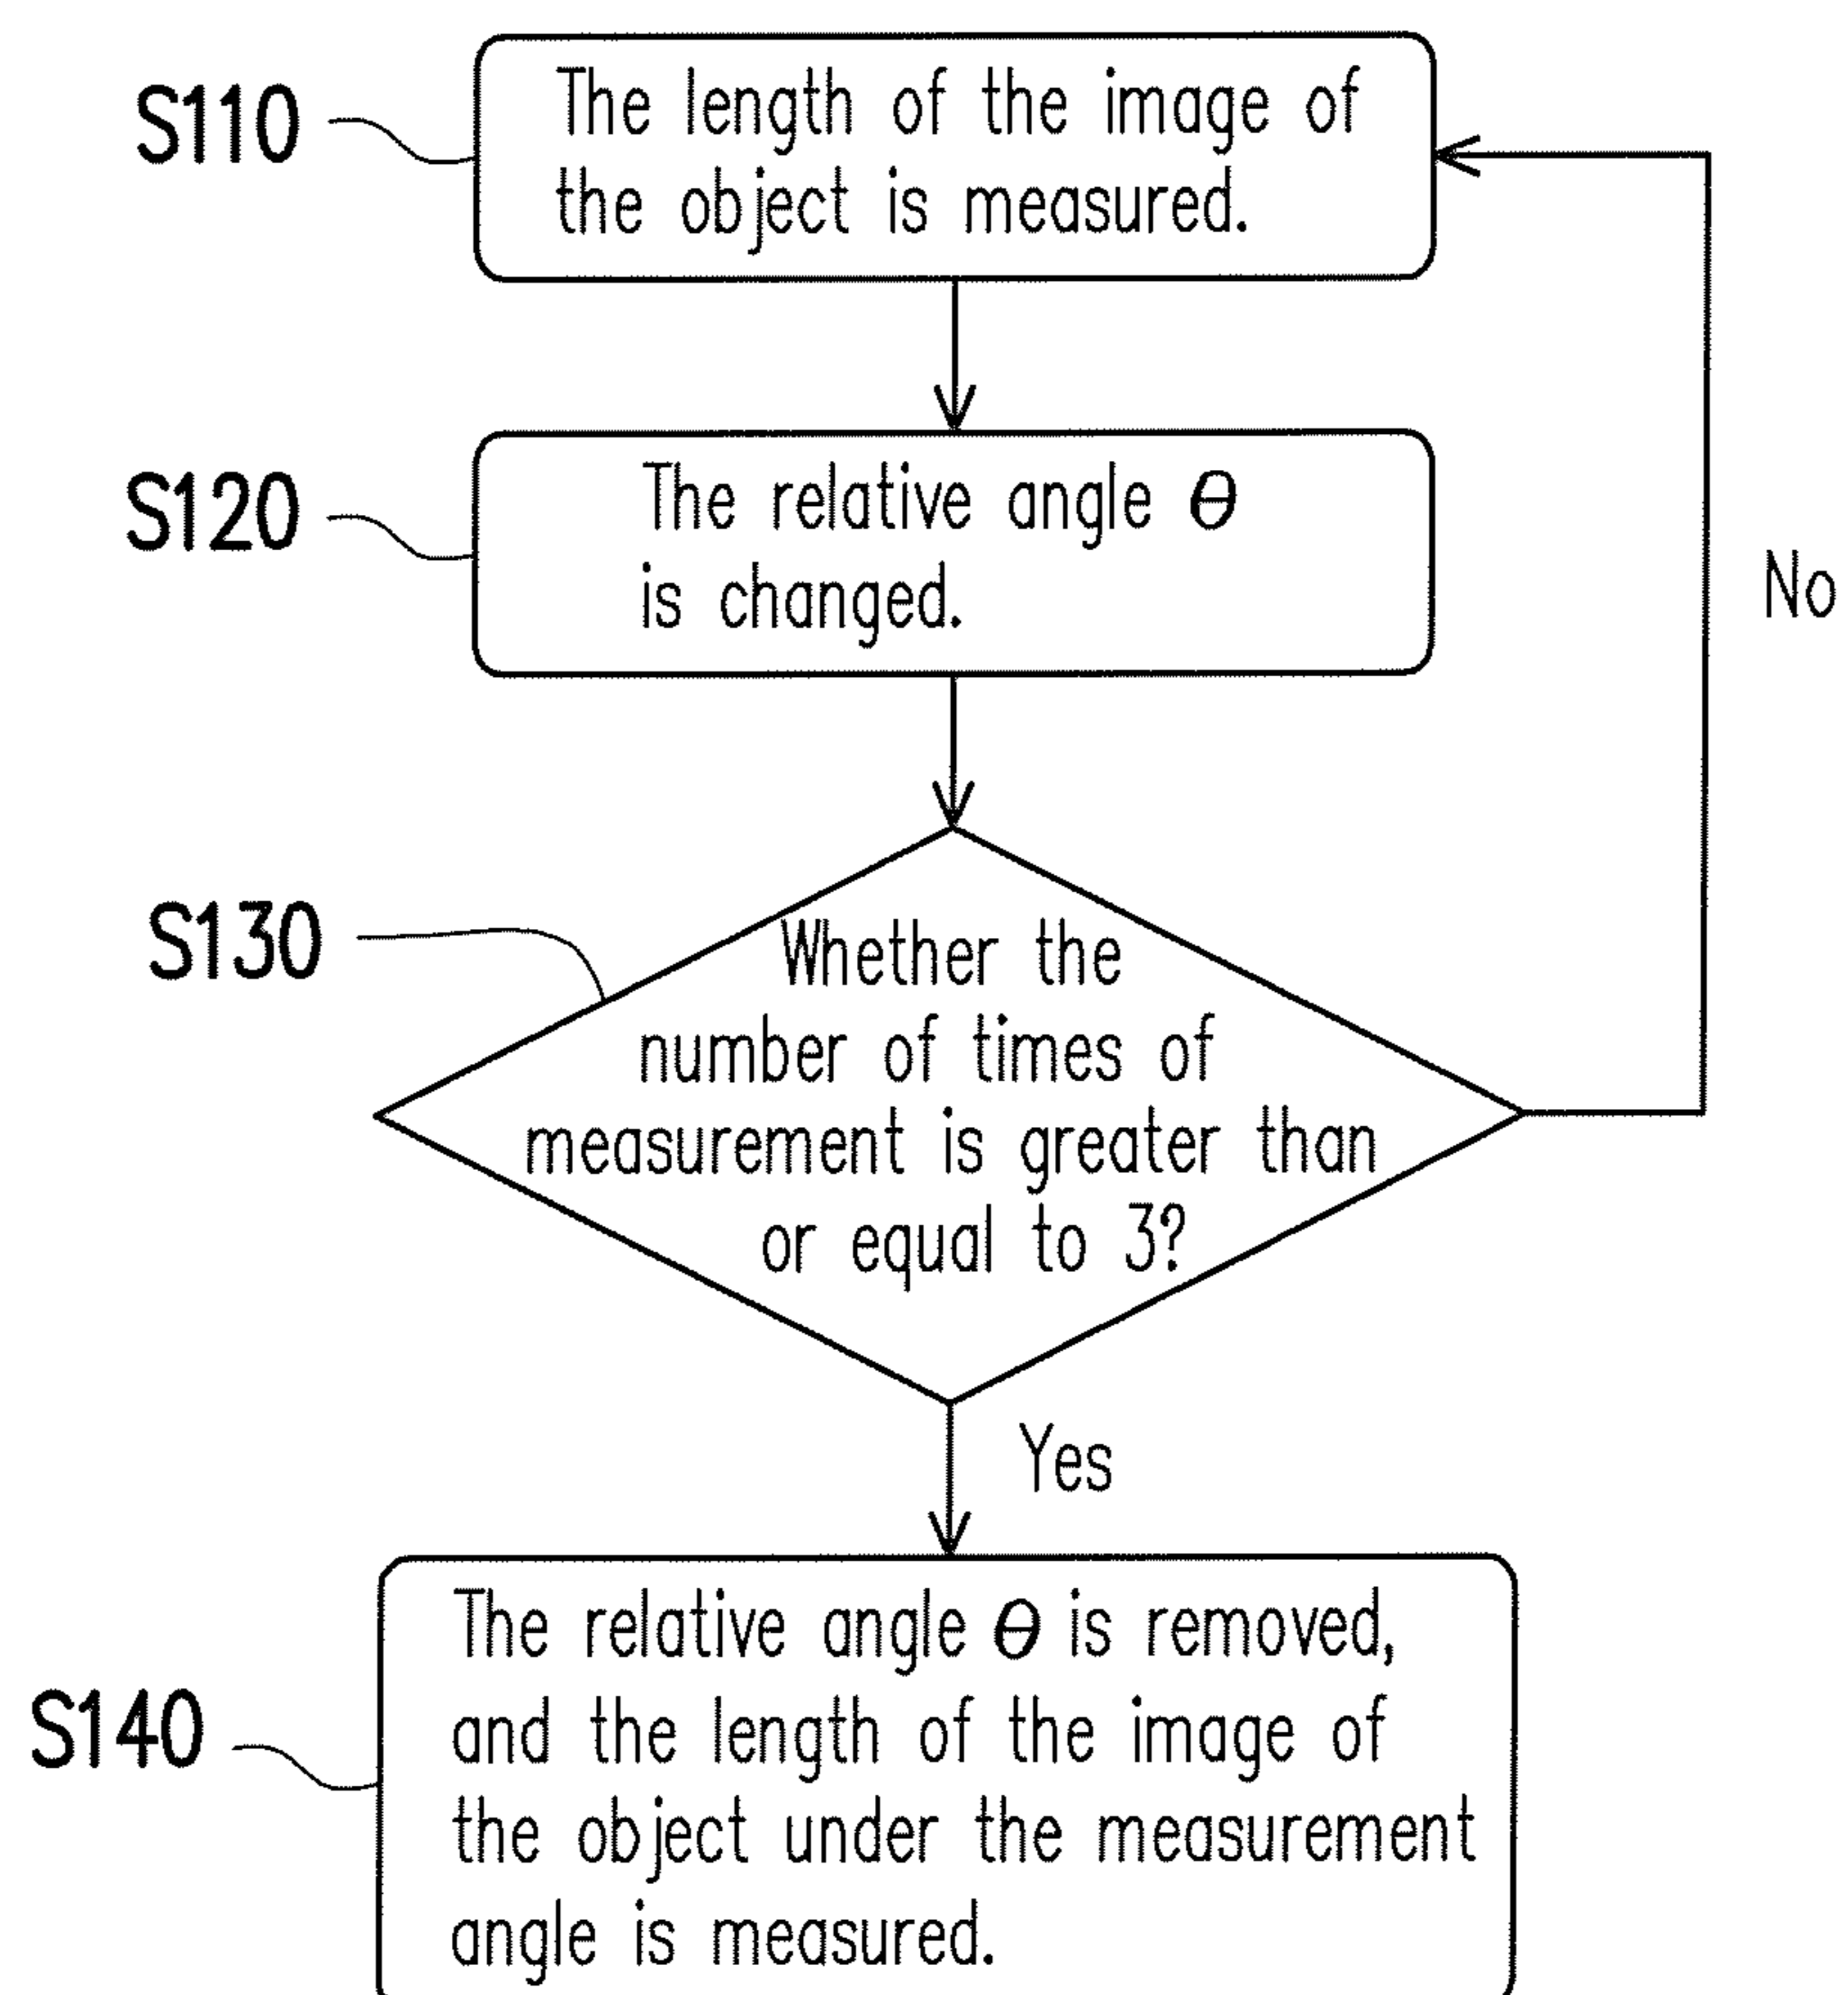 S110
The length of the image of
the object is measured.
S120
The relative angle θ
is changed.
No
S130
Whether the
number of times of
measurement is greater than
or equal to 3?
Yes
S140
The relative angle θ is removed,
and the length of the image of
the object under the measurement
angle is measured.